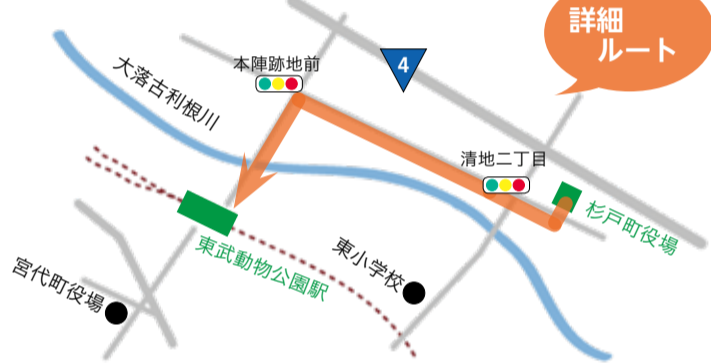 詳細
ルート
本陣跡地前
4
大落古利根川
清地二丁目
杉戸町役場
東武動物公園駅
東小学校
宮代町役場